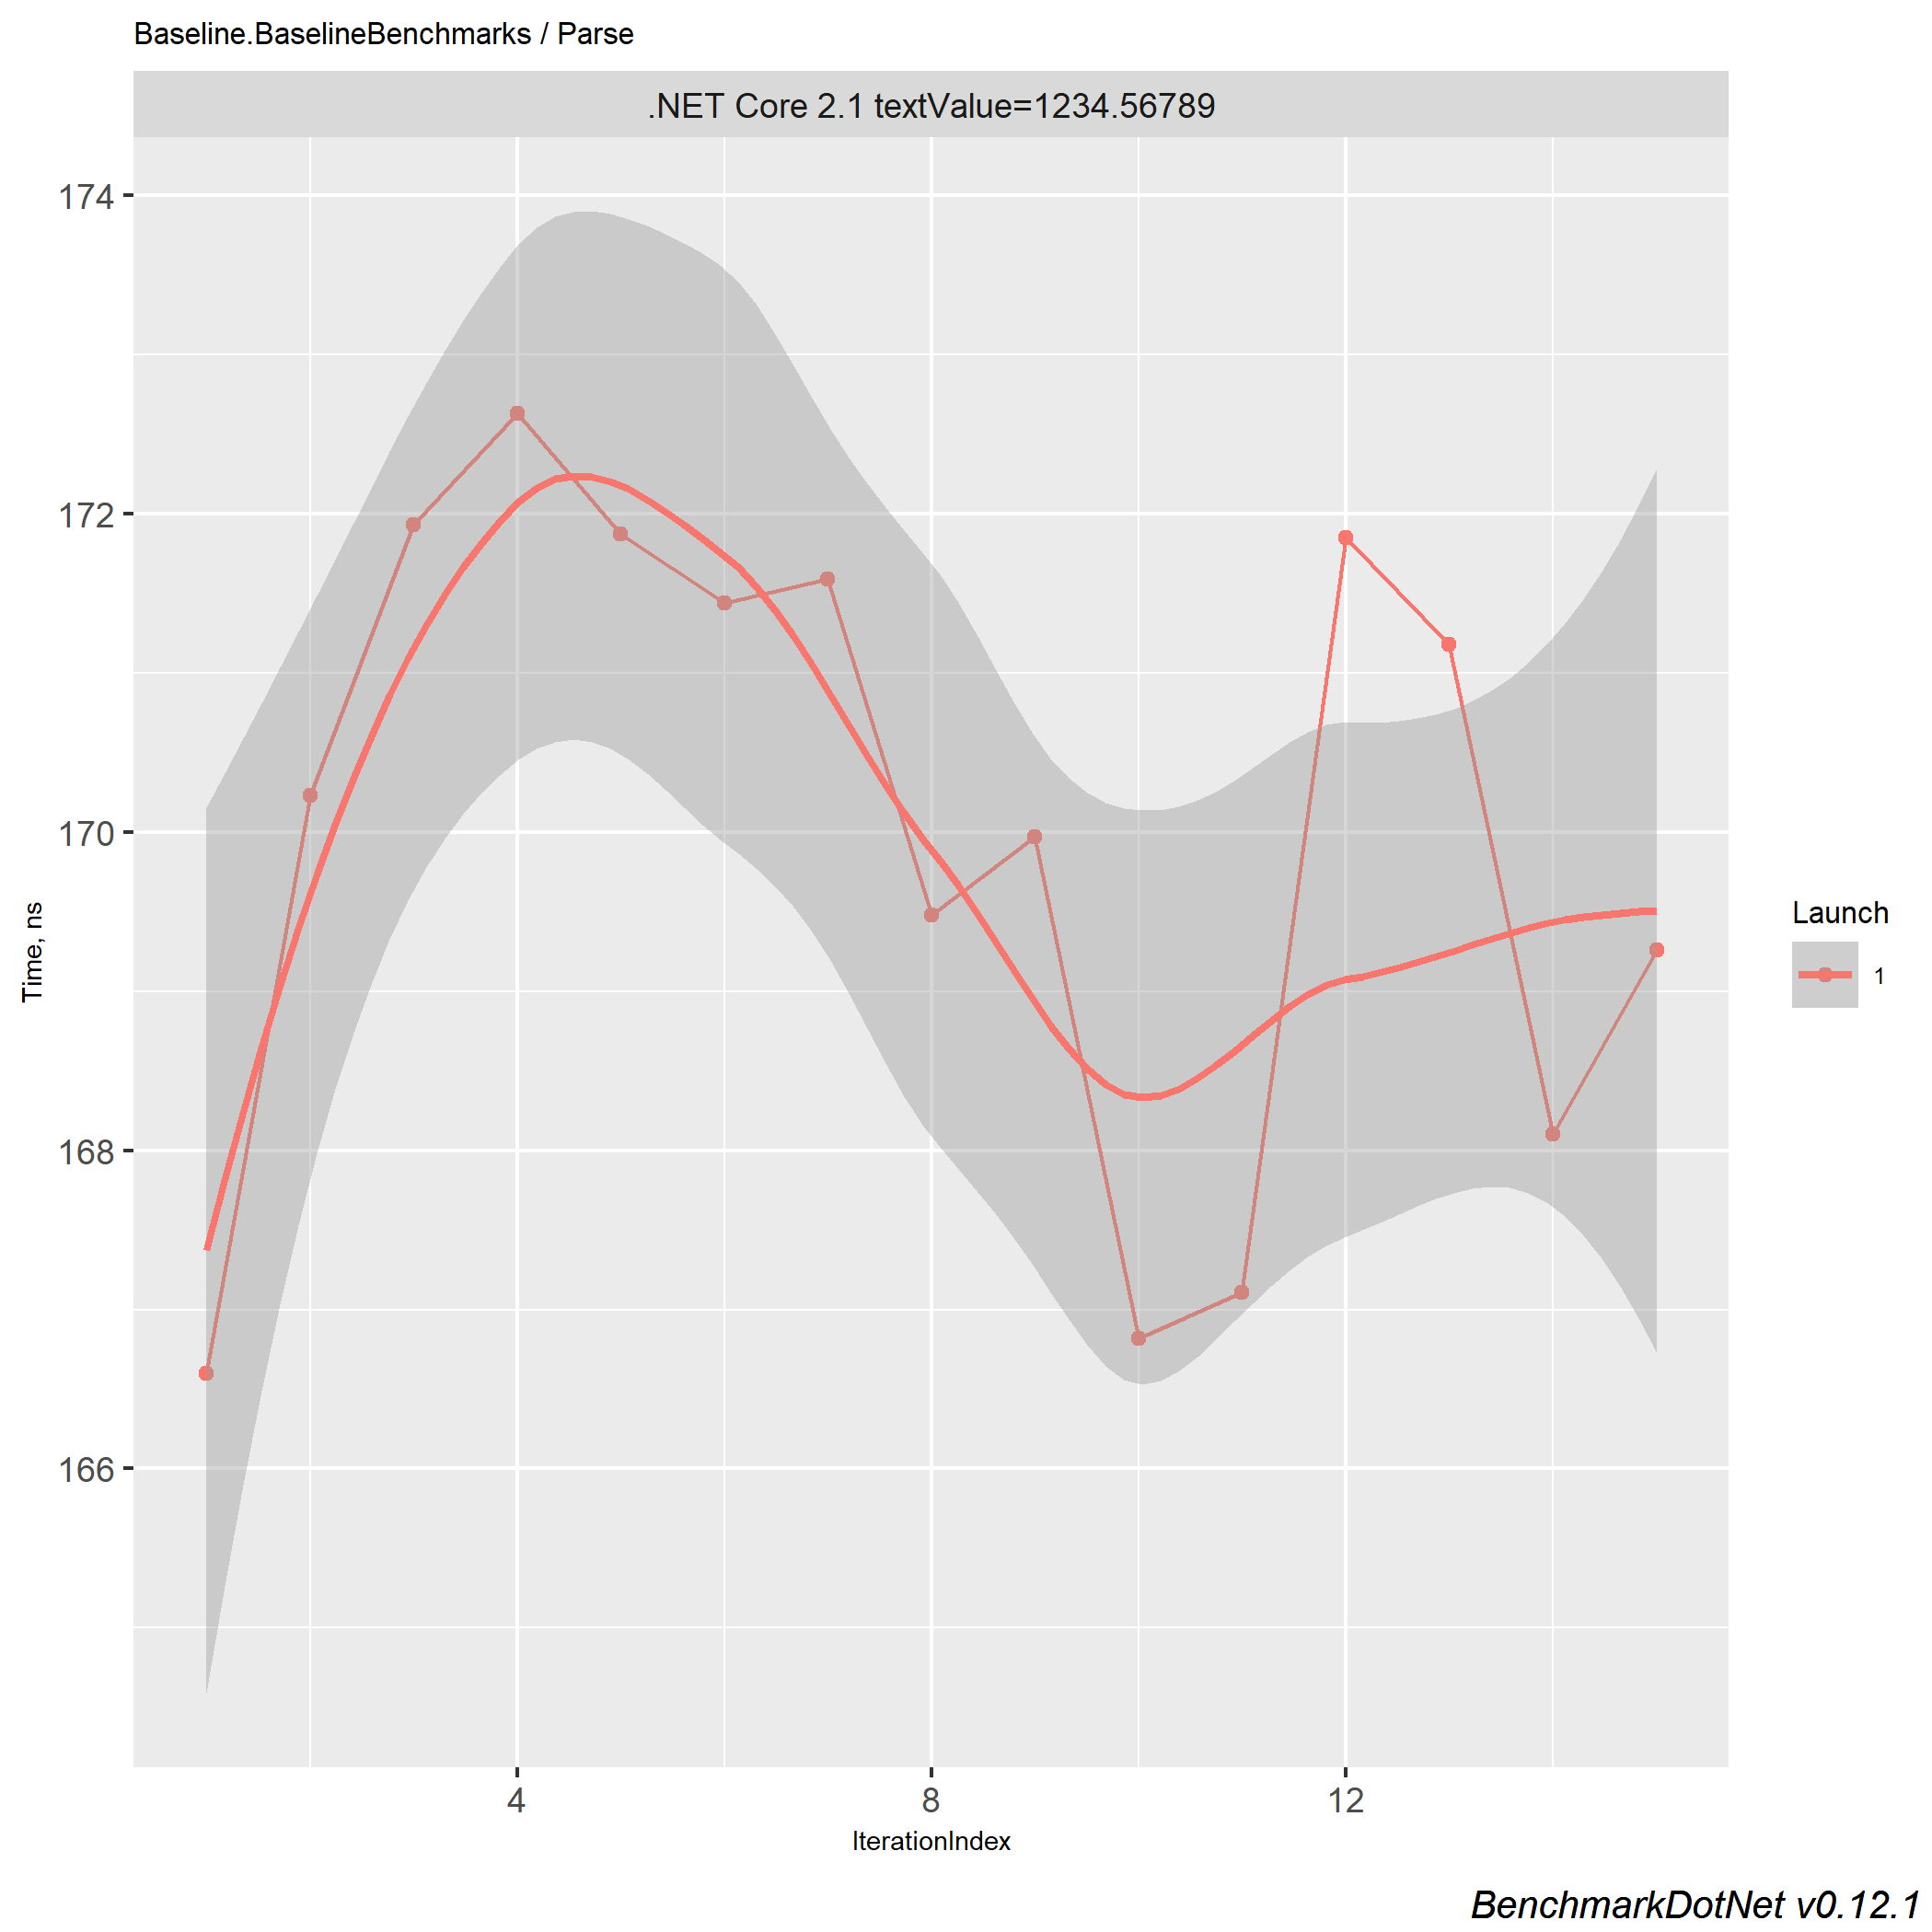 Baseline.BaselineBenchmarks / Parse
.NET Core 2.1 textValue=1234.56789
174
172
170
168
166
Time, ns
4
8
12
IterationIndex
Launch
1
BenchmarkDotNet v0.12.1